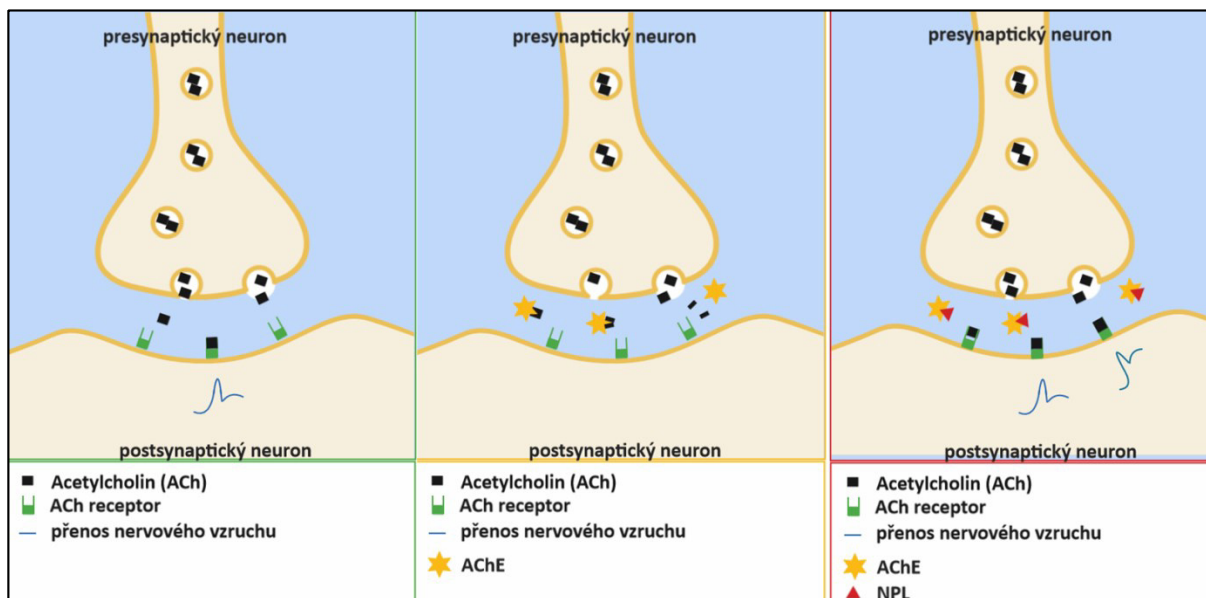 presynaptický neuron
postsynaptický neuron
Acetylcholin (ACh)
ACh receptor
přenos nervového vzruchu
presynaptický neuron
postsynaptický neuron
Acetylcholin (ACh)
ACh receptor
přenos nervového vzruchu
AChE
presynaptický neuron
postsynaptický neuron
Acetylcholin (ACh)
ACh receptor
přenos nervového vzruchu
AChE
NPL